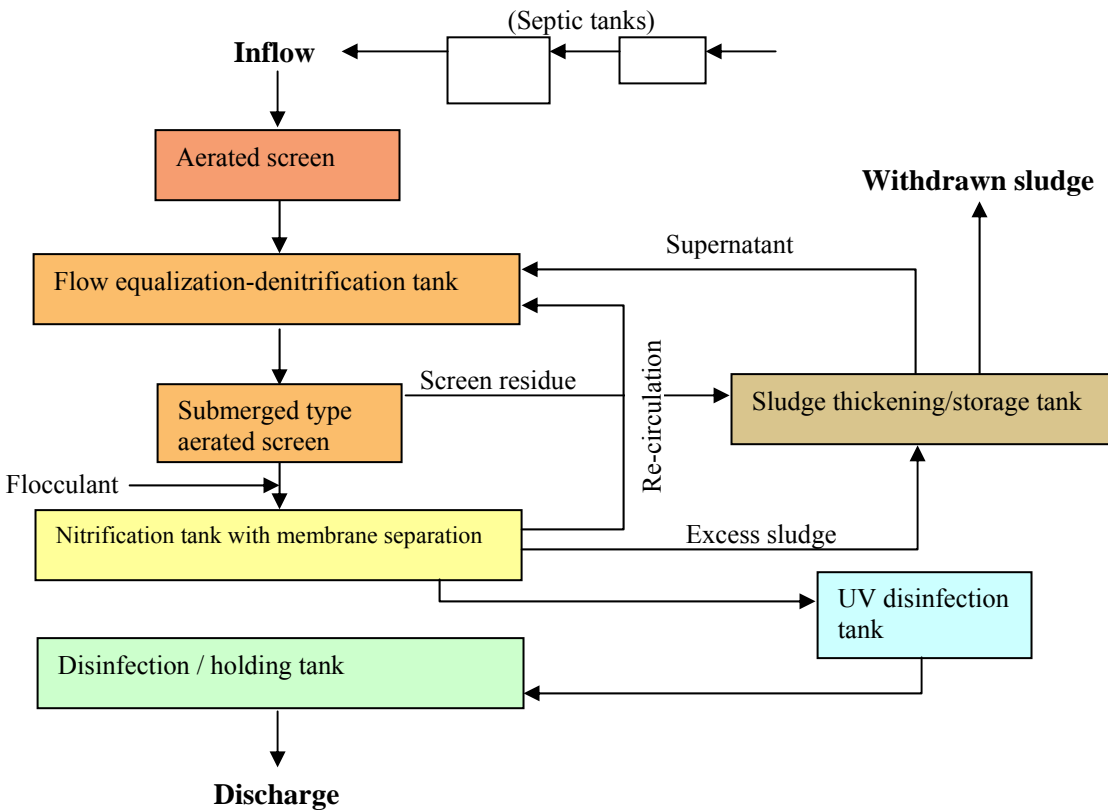 (Septic tanks)
Inflow
Aerated screen
Withdrawn sludge
Supernatant
Flow equalization-denitrification tank
Re-circulation
Screen residue
Submerged type
aerated screen
Sludge thickening/storage tank
Flocculant
Nitrification tank with membrane separation
Excess sludge
UV disinfection
tank
Disinfection / holding tank
Discharge